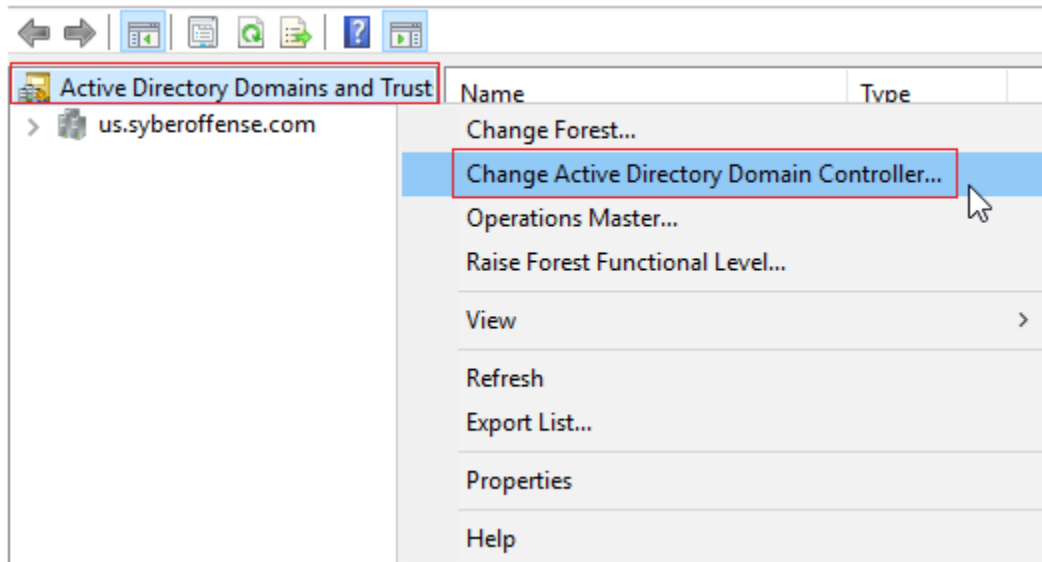 Active Directory Domains and Trust
us.syberoffense.com
Name Type
Change Forest...
Change Active Directory Domain Controller...
Operations Master...
Raise Forest Functional Level...
View
Refresh
Export List...
Properties
Help